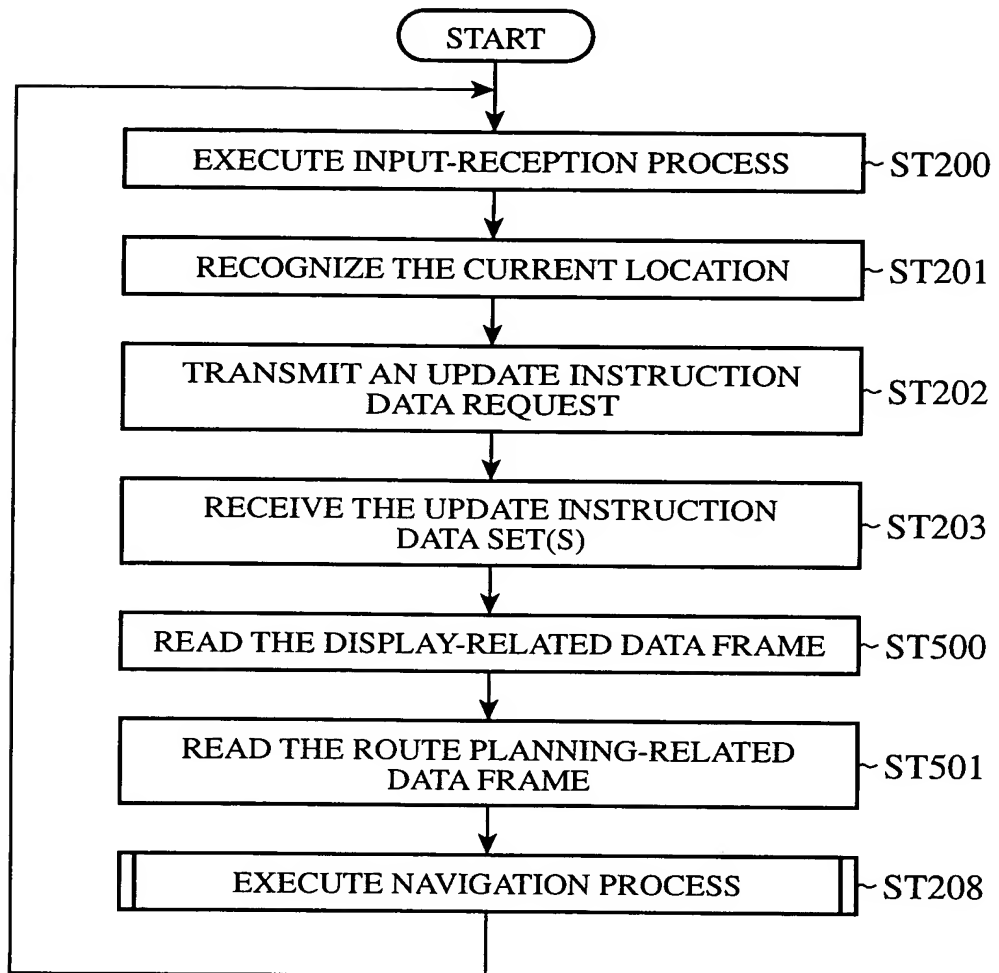 START
EXECUTE INPUT-RECEPTION PROCESS ~ST200
RECOGNIZE THE CURRENT LOCATION ~ST201
TRANSMIT AN UPDATE INSTRUCTION
DATA REQUEST ~ST202
RECEIVE THE UPDATE INSTRUCTION
DATA SET(S) ~ST203
READ THE DISPLAY-RELATED DATA FRAME ~ST500
READ THE ROUTE PLANNING-RELATED
DATA FRAME ~ST501
EXECUTE NAVIGATION PROCESS ~ST208